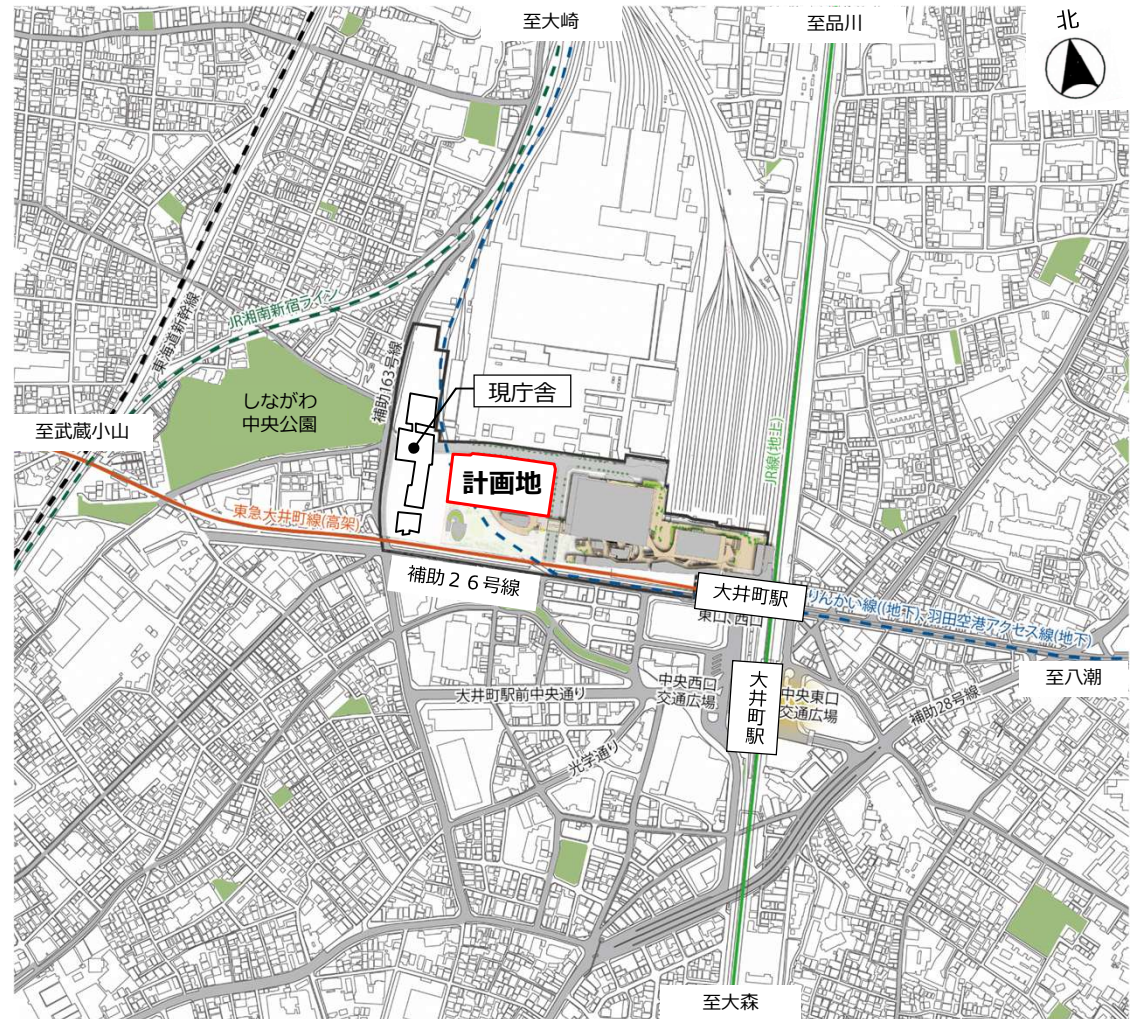 至大崎
至品川
北
JR湘南新宿ライン
東海道新幹線
補助163号線
現庁舎
しながわ
中央公園
至武蔵小山
計画地
JR線(地上)
東急大井町線(高架)
補助２６号線
大井町駅
りんかい線((地下)、羽田空港アクセス線(地下)
東口、西口
至八潮
中央西口
交通広場
大井町駅
中央東口
交通広場
大井町駅前中央通り
補助28号線
光学通り
至大森